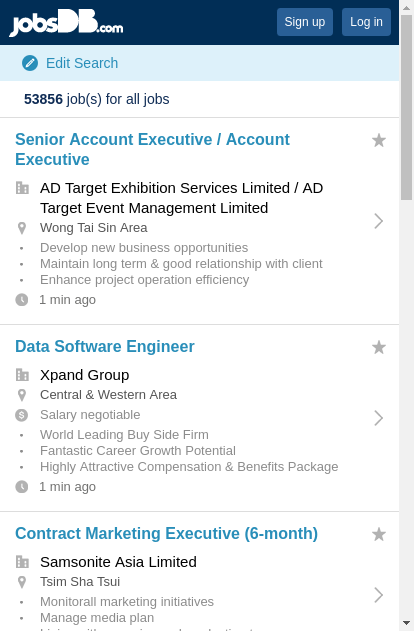 jobsDB.com
Sign up
Log in
Edit Search
53856 job(s) for all jobs
Senior Account Executive / Account
Executive
AD Target Exhibition Services Limited / AD
Target Event Management Limited
Wong Tai Sin Area
• Develop new business opportunities
• Maintain long term & good relationship with client
• Enhance project operation efficiency
1 min ago
Data Software Engineer
Xpand Group
Central & Western Area
$ Salary negotiable
• World Leading Buy Side Firm
• Fantastic Career Growth Potential
• Highly Attractive Compensation & Benefits Package
1 min ago
Contract Marketing Executive (6-month)
Samsonite Asia Limited
Tsim Sha Tsui
• Monitorall marketing initiatives
• Manage media plan